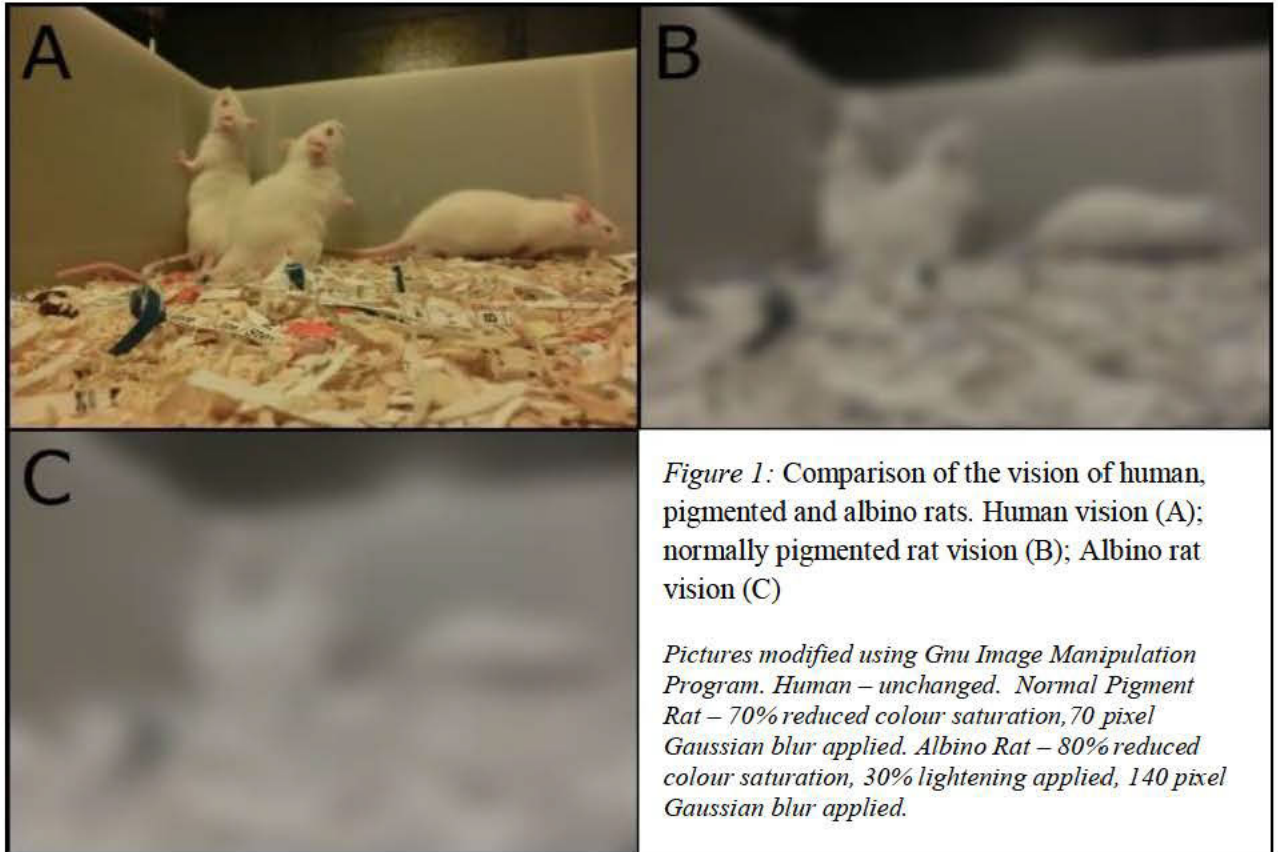 A
B
C
Figure 1: Comparison of the vision of human,
pigmented and albino rats. Human vision (A);
normally pigmented rat vision (B); Albino rat
vision (C)
Pictures modified using Gnu Image Manipulation
Program. Human – unchanged. Normal Pigment
Rat – 70% reduced colour saturation,70 pixel
Gaussian blur applied. Albino Rat – 80% reduced
colour saturation, 30% lightening applied, 140 pixel
Gaussian blur applied.